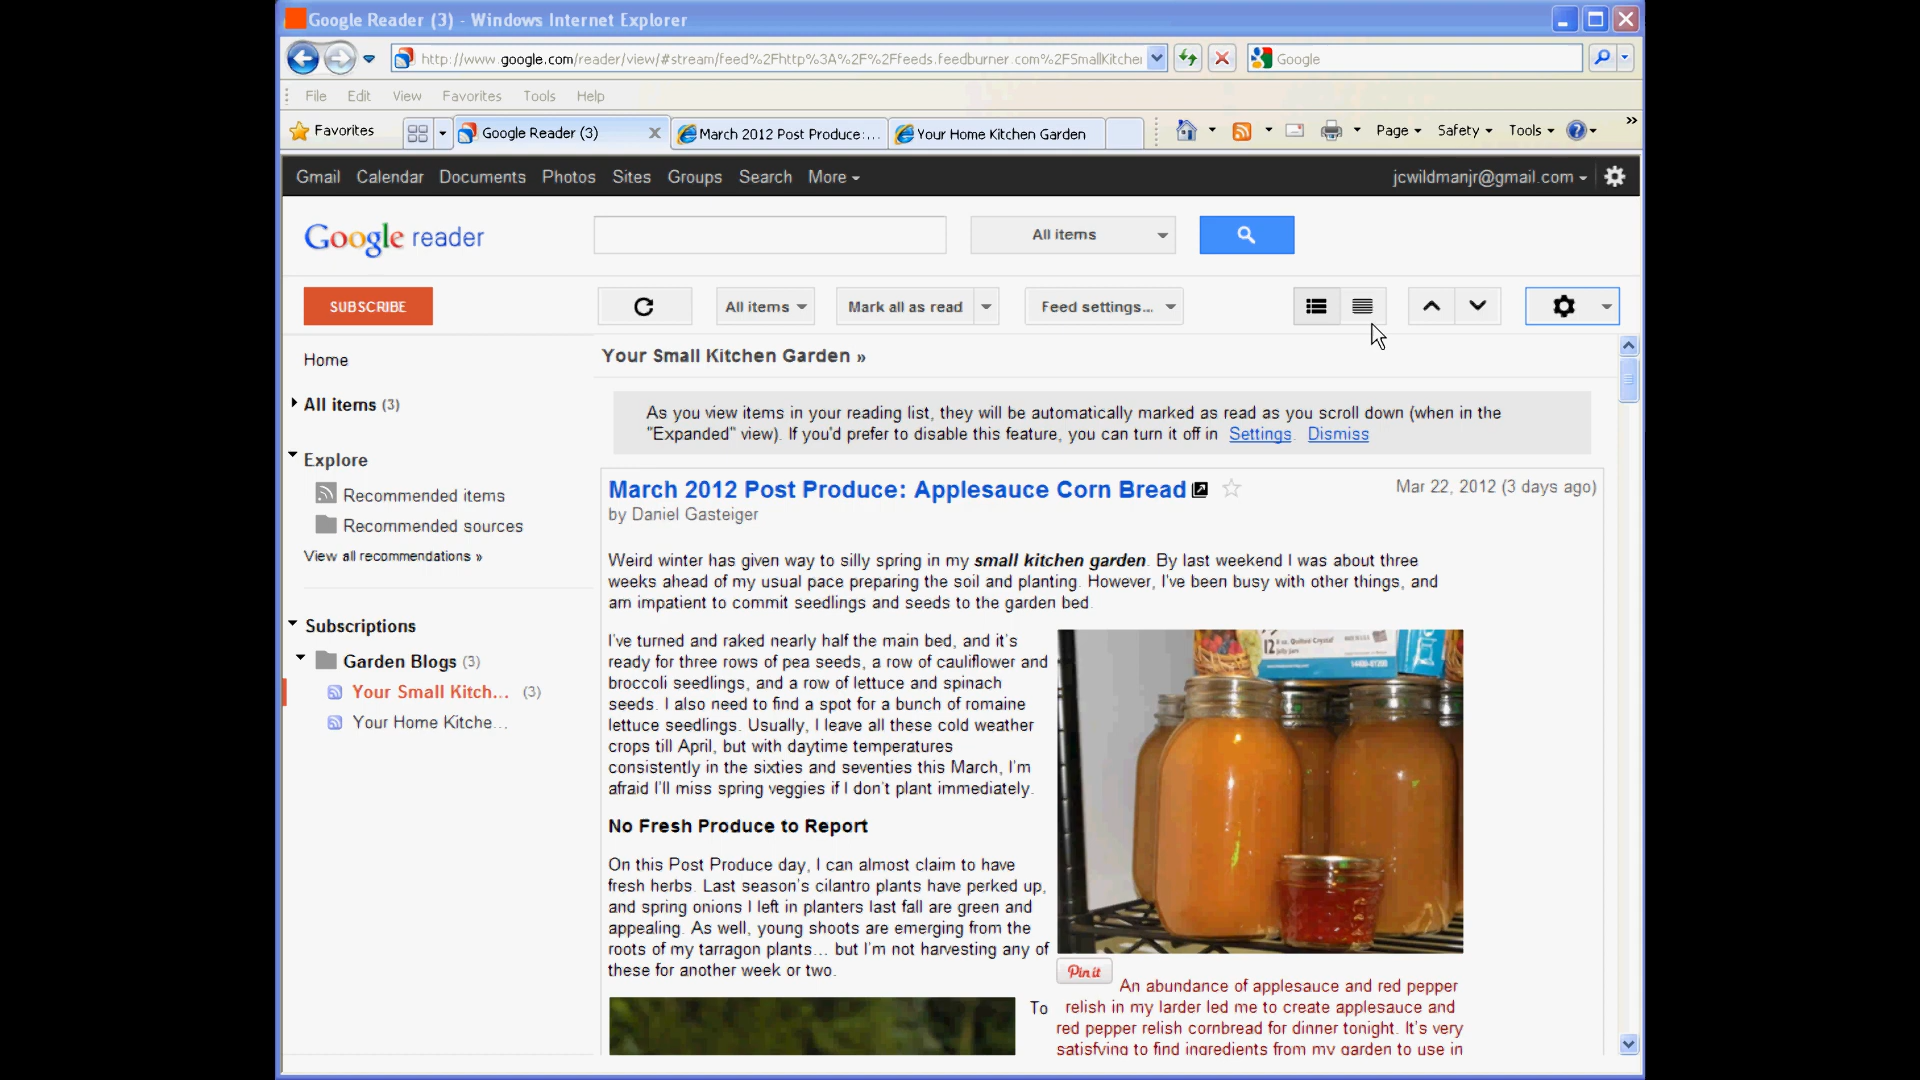 Google Reader (3) - Windows Internet Explorer
http://www.google.com/reader/view/#stream/feed%2Fhttp%3A%2F%2Ffeeds.feedburner.com%2FSmallKitche
Google
File Edit View Favorites Tools Help
Favorites
Google Reader (3)
March 2012 Post Produce:...
Your Home Kitchen Garden
Page Safety Tools
Gmail Calendar Documents Photos Sites Groups Search More
jcwildmanjr@gmail.com
Google reader
All items
SUBSCRIBE
All items
Mark all as read
Feed settings...
Home
All items (3)
Explore
Recommended items
Recommended sources
View all recommendations »
Subscriptions
Garden Blogs (3)
Your Small Kitch... (3)
Your Home Kitche...
Your Small Kitchen Garden »
As you view items in your reading list, they will be automatically marked as read as you scroll down (when in the
"Expanded" view). If you'd prefer to disable this feature, you can turn it off in Settings. Dismiss
March 2012 Post Produce: Applesauce Corn Bread
Mar 22, 2012 (3 days ago)
by Daniel Gasteiger
Weird winter has given way to silly spring in my small kitchen garden. By last weekend I was about three
weeks ahead of my usual pace preparing the soil and planting. However, I've been busy with other things, and
am impatient to commit seedlings and seeds to the garden bed.
I've turned and raked nearly half the main bed, and it's
ready for three rows of pea seeds, a row of cauliflower and
broccoli seedlings, and a row of lettuce and spinach
seeds. I also need to find a spot for a bunch of romaine
lettuce seedlings. Usually, I leave all these cold weather
crops till April, but with daytime temperatures
consistently in the sixties and seventies this March, I'm
afraid I'll miss spring veggies if I don't plant immediately.
No Fresh Produce to Report
On this Post Produce day, I can almost claim to have
fresh herbs. Last season's cilantro plants have perked up,
and spring onions I left in planters last fall are green and
appealing. As well, young shoots are emerging from the
roots of my tarragon plants... but I'm not harvesting any of
these for another week or two.
To
12
Pin it
An abundance of applesauce and red pepper
relish in my larder led me to create applesauce and
red pepper relish cornbread for dinner tonight. It's very
satisfying to find ingredients from my garden to use in